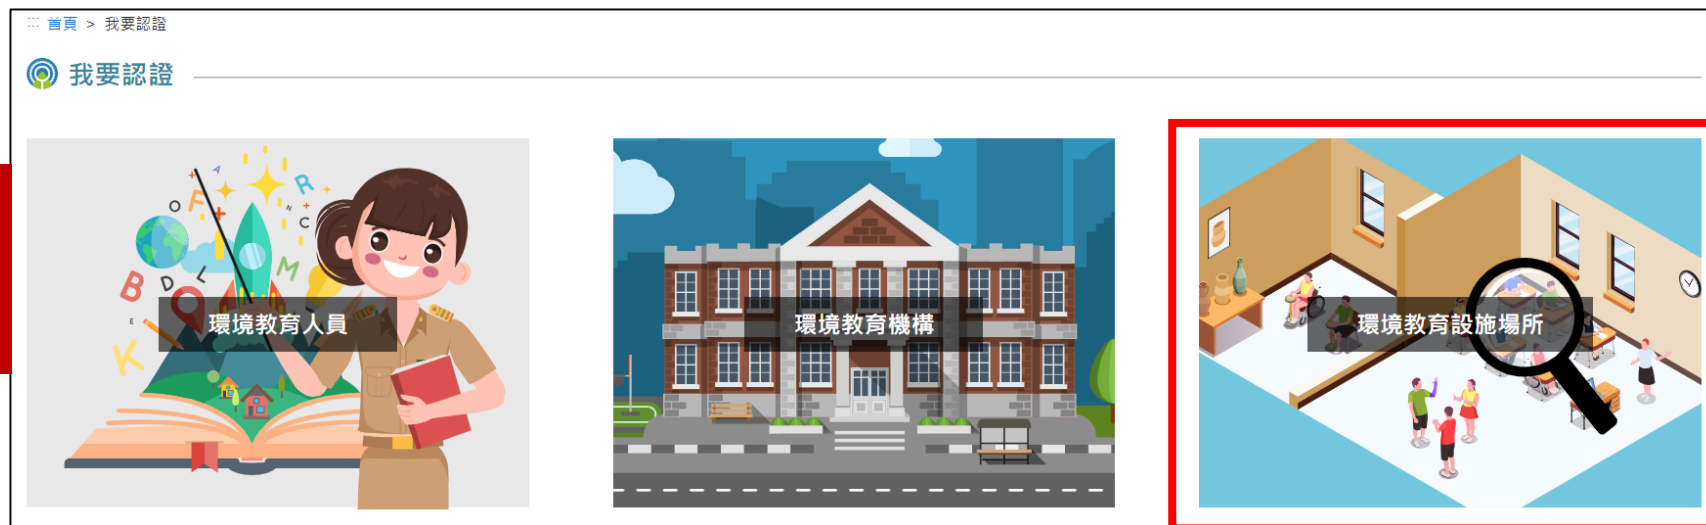 ::: 首頁 > 我要認證
我要認證
環境教育人員
環境教育機構
環境教育設施場所
A
R
F
O
N
C
M
L
D
B
E
K